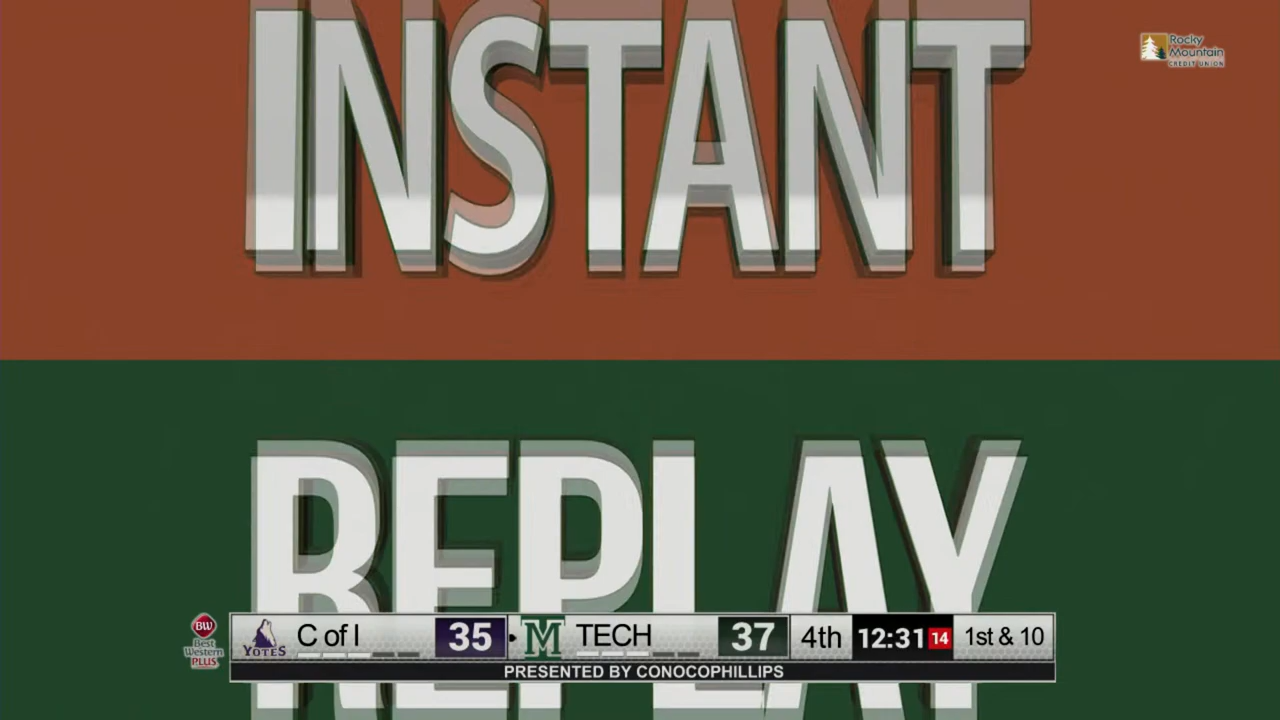 INSTANT
Rocky
Mountain
CREDIT UNION
REPLAY
BW
Best
Western
PLUS
YOTES
C of I
35
M
TECH
37
4th
12:31
14
1st & 10
PRESENTED BY CONOCOPHILLIPS